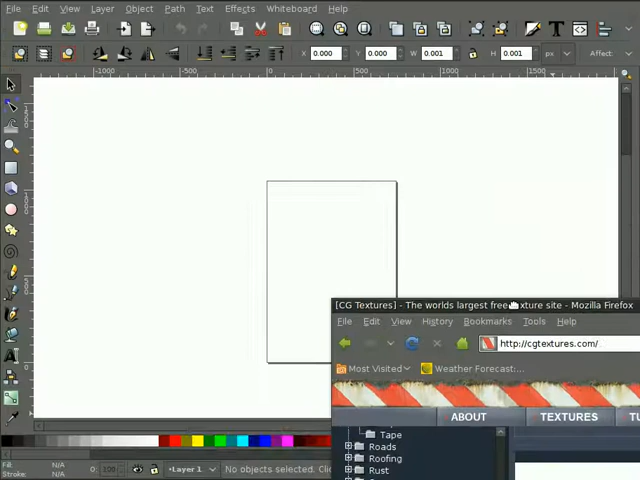 File Edit View Layer Object Path Text Effects Whiteboard Help
X 0.000 Y 0.000 W 0.001 H 0.001 px Affect:
-1000 -500 0 500 1000 1500
[CG Textures] - The worlds largest free texture site - Mozilla Firefox
File Edit View History Bookmarks Tools Help
http://cgtextures.com/
Most Visited Weather Forecast:...
ABOUT TEXTURES TU
Tape
Roads
Roofing
Rust
Fill: N/A
Stroke: N/A
O: 100 Layer 1 No objects selected. Cli